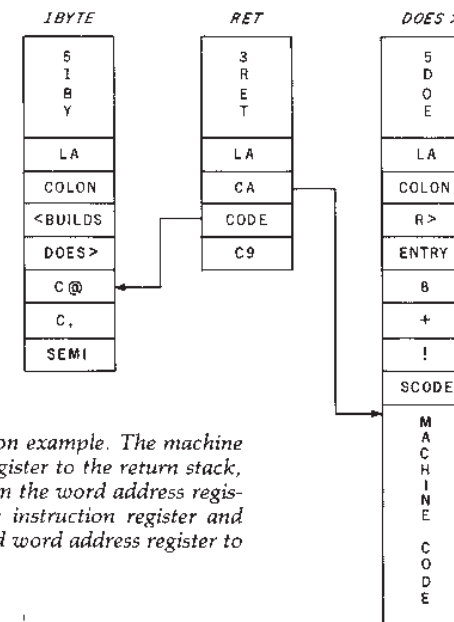 IBYTE
5
I
B
Y
LA
COLON
<BUILDS
DOES>
C@
C,
SEMI
RET
3
R
E
T
LA
CA
CODE
C9
DOES >
5
D
O
E
LA
COLON
R>
ENTRY
8
+
!
SCODE
M
A
C
H
I
N
E
C
O
D
E
on example. The machine
gister to the return stack,
n the word address regis-
instruction register and
d word address register to